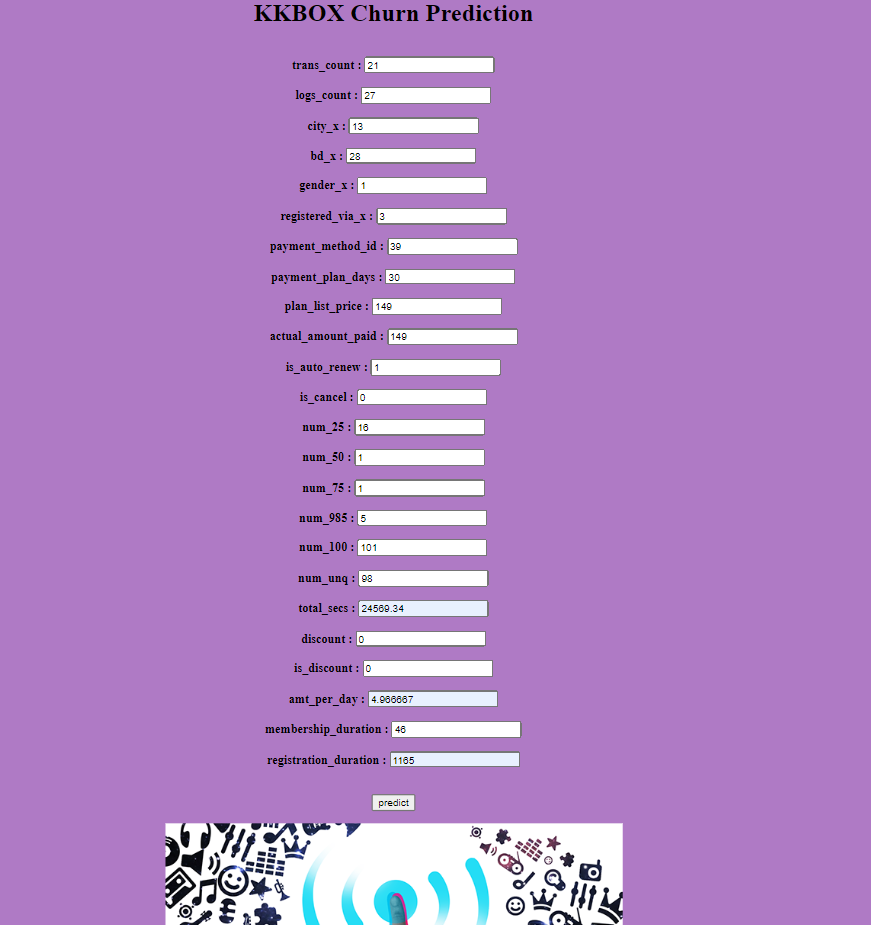 KKBOX Churn Prediction
trans_count : 21
logs_count : 27
city_x : 13
bd_x : 28
gender_x : 1
registered_via_x : 3
payment_method_id : 39
payment_plan_days : 30
plan_list_price : 149
actual_amount_paid : 149
is_auto_renew : 1
is_cancel : 0
num_25 : 16
num_50 : 1
num_75 : 1
num_985 : 5
num_100 : 101
num_unq : 98
total_secs : 24569.34
discount : 0
is_discount : 0
amt_per_day : 4.966667
membership_duration : 46
registration_duration : 1165
predict